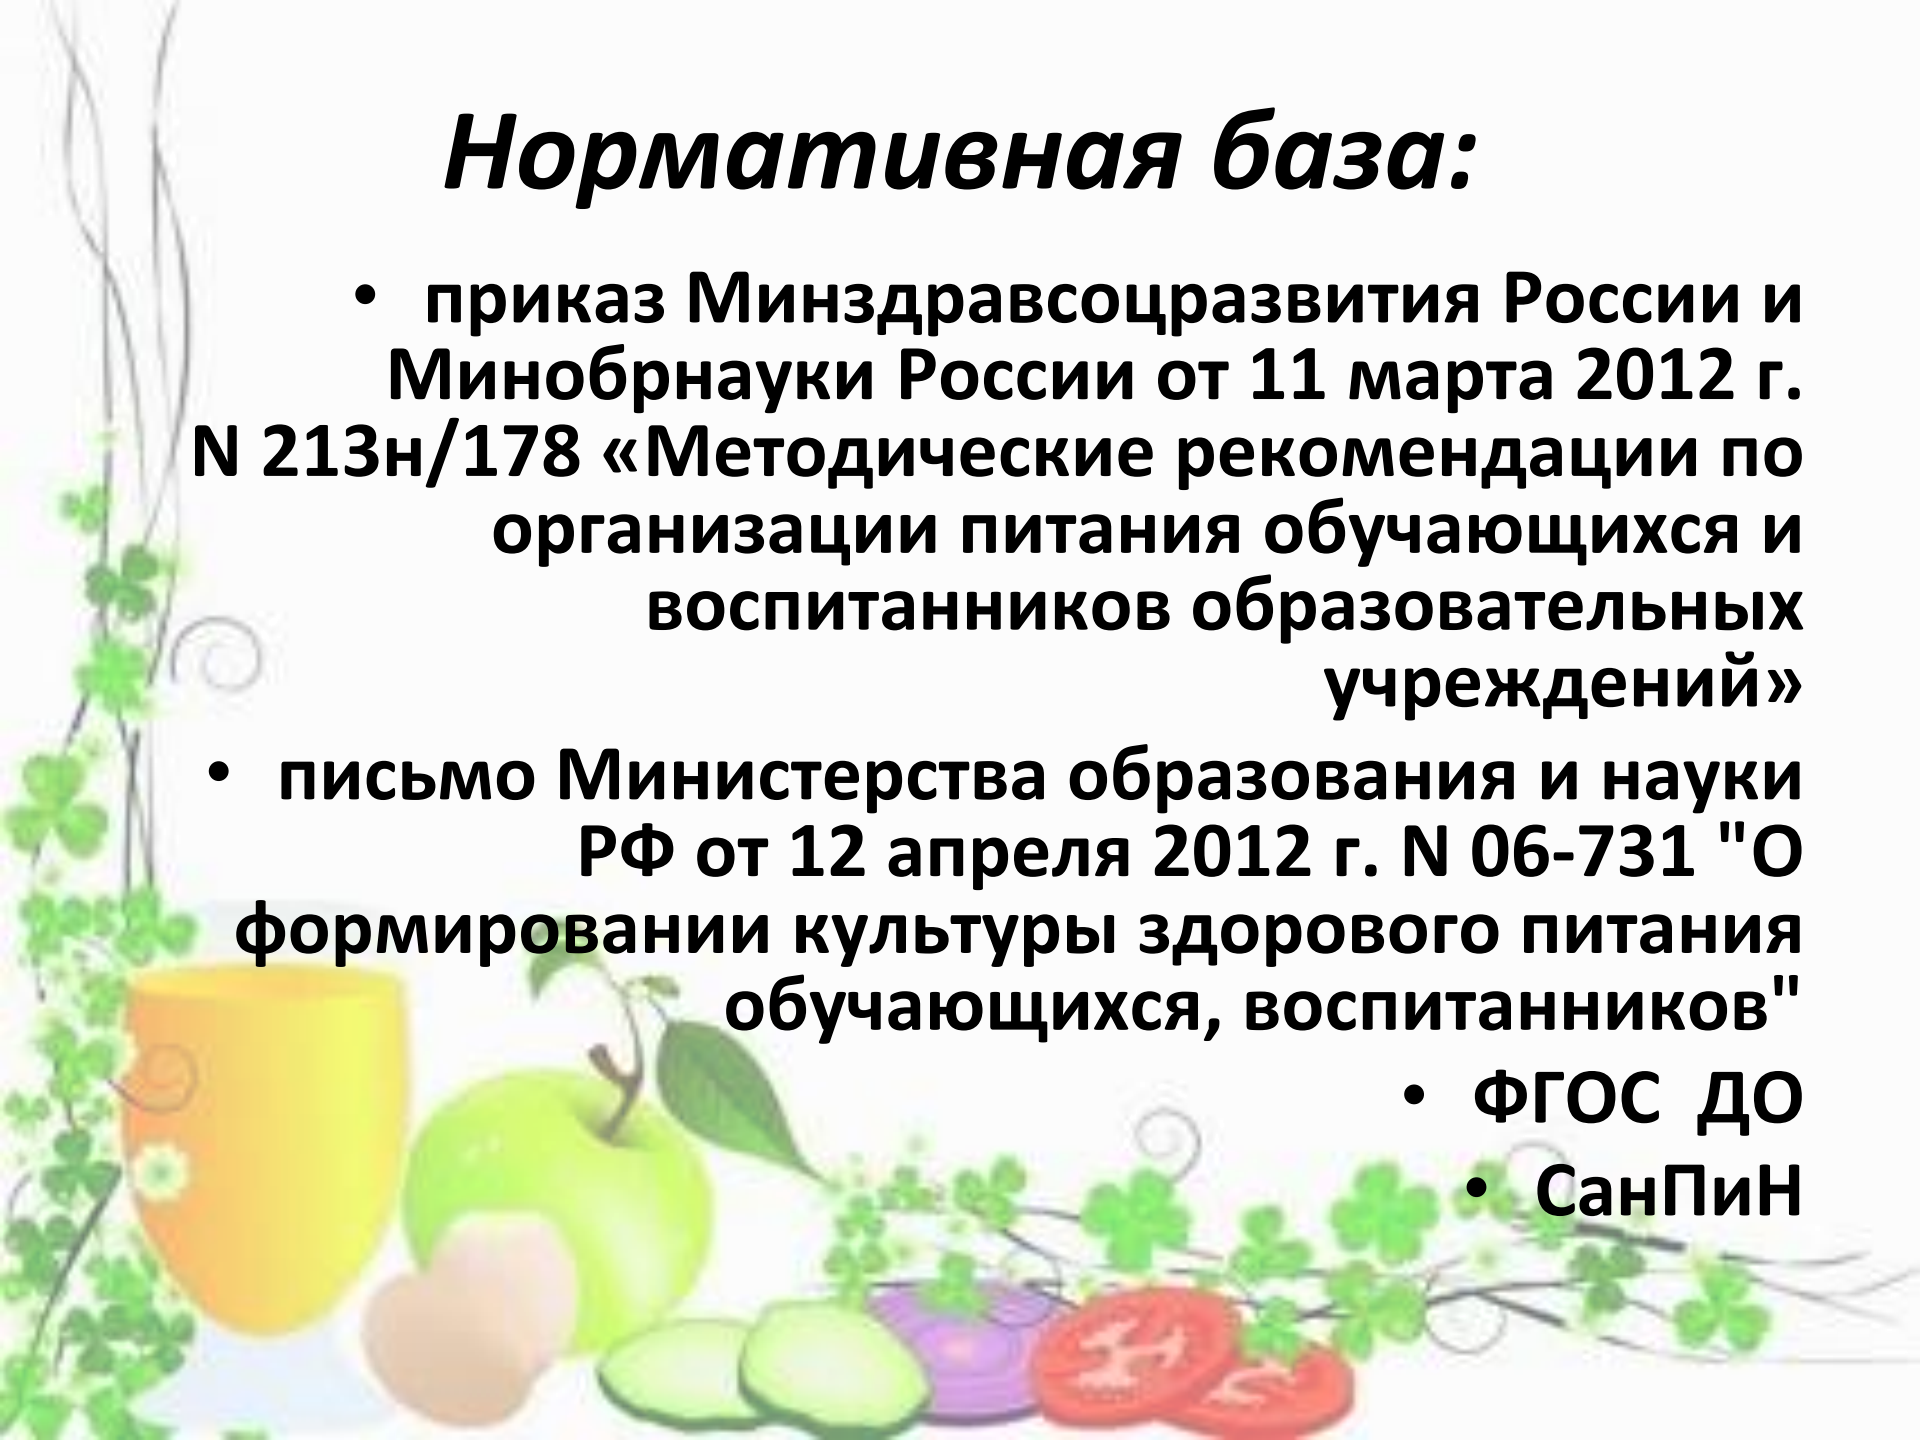 Нормативная база:
• приказ Минздравсоцразвития России и
Минобрнауки России от 11 марта 2012 г.
N 213н/178 «Методические рекомендации по
организации питания обучающихся и
воспитанников образовательных
учреждений»
• письмо Министерства образования и науки
РФ от 12 апреля 2012 г. N 06-731 "О
формировании культуры здорового питания
обучающихся, воспитанников"
• ФГОС ДО
• СанПиН